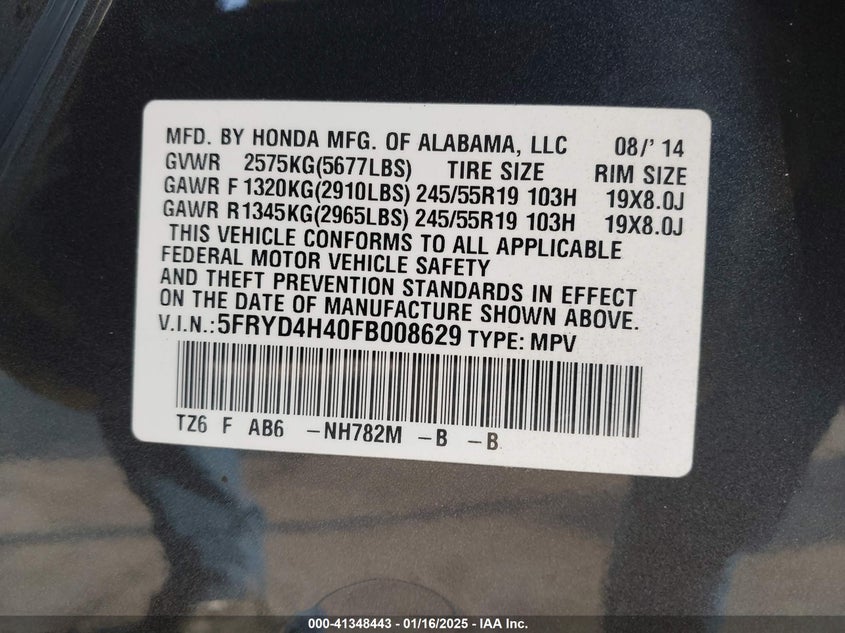 MFD. BY HONDA MFG. OF ALABAMA, LLC 08/' 14
GVWR 2575KG(5677LBS) TIRE SIZE RIM SIZE
GAWR F 1320KG(2910LBS) 245/55R19 103H 19X8.0J
GAWR R1345KG(2965LBS) 245/55R19 103H 19X8.0J
THIS VEHICLE CONFORMS TO ALL APPLICABLE
FEDERAL MOTOR VEHICLE SAFETY
AND THEFT PREVENTION STANDARDS IN EFFECT
ON THE DATE OF MANUFACTURE SHOWN ABOVE.
V.I.N.: 5FRYD4H40FB008629 TYPE: MPV
TZ6 F AB6 -NH782M -B -B
000-41348443 - 01/16/2025 - IAA Inc.